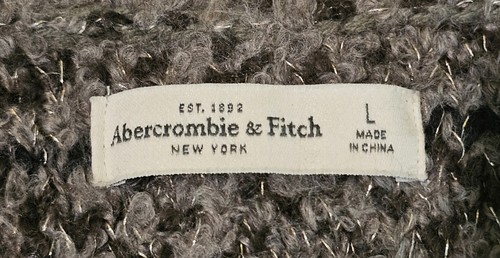 EST. 1892
Abercrombie & Fitch
NEW YORK
L
MADE
IN CHINA